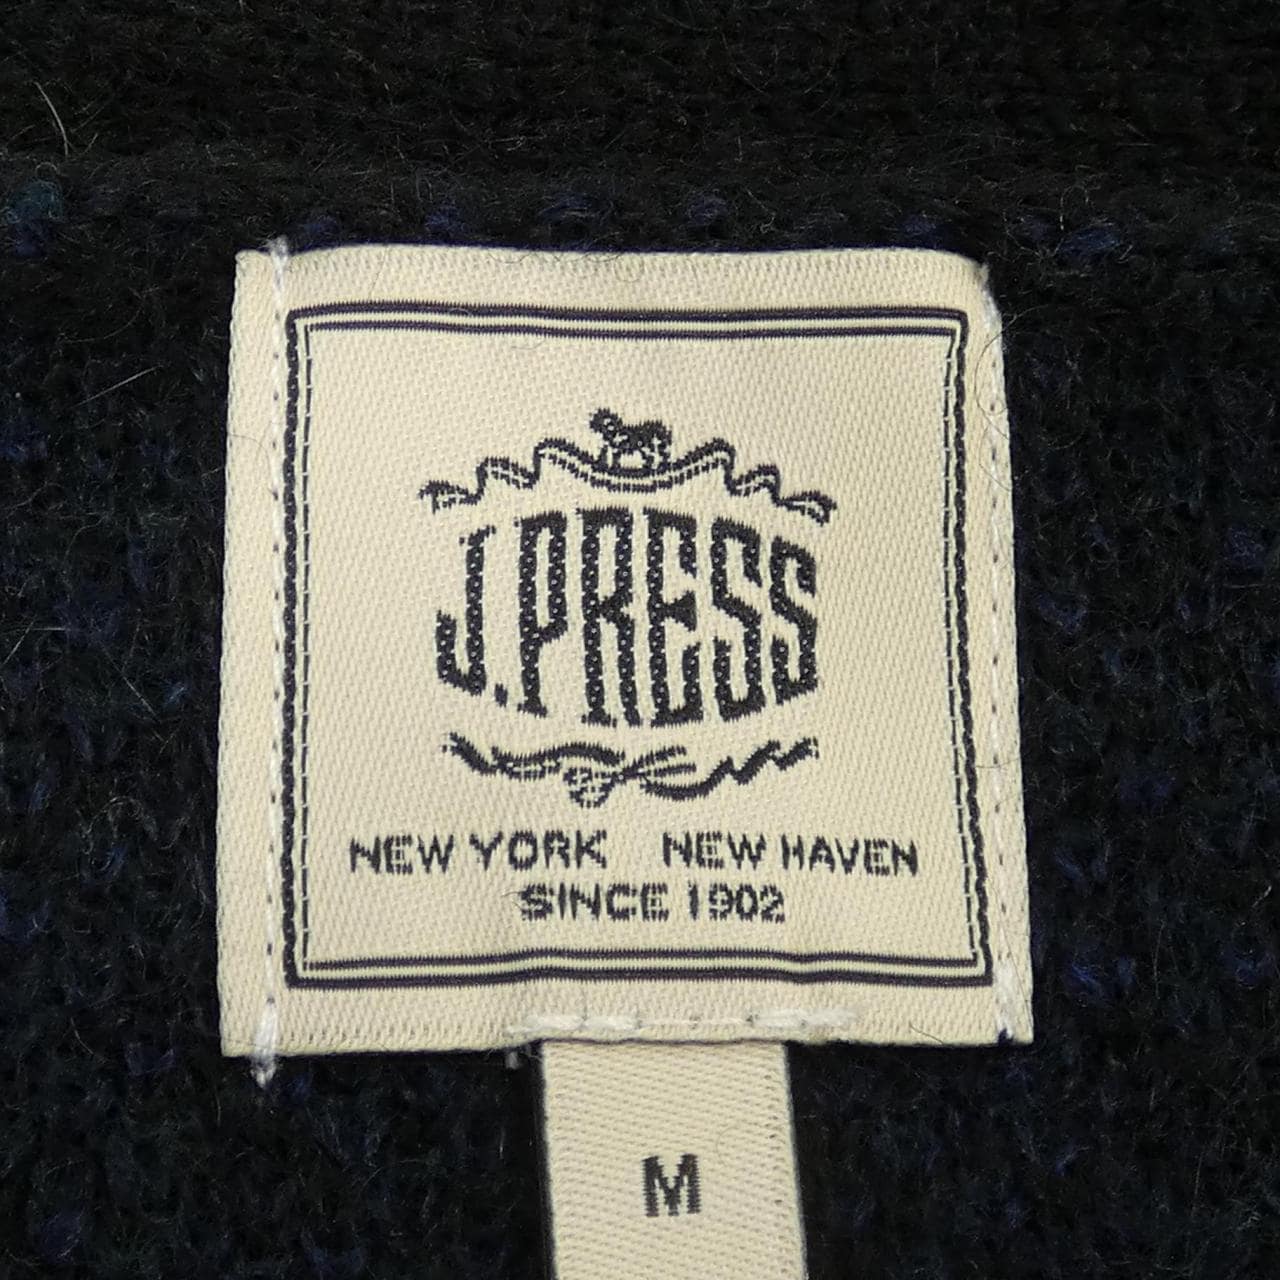 J.PRESS
NEW YORK NEW HAVEN
SINCE 1902
M